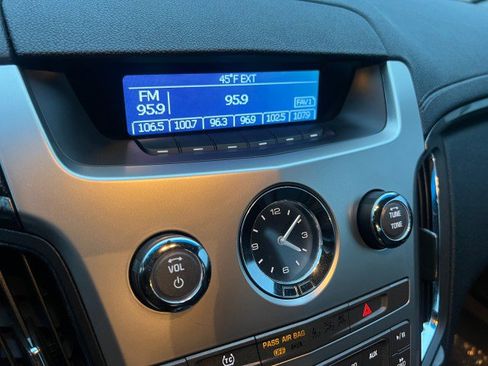 45°F EXT
FM
95.9
95.9
FAV1
106.5 100.7 96.3 96.9 102.5 107.9
VOL
TUNE
TONE
12
3
6
9
PASS AIR BAG
TC
AUX